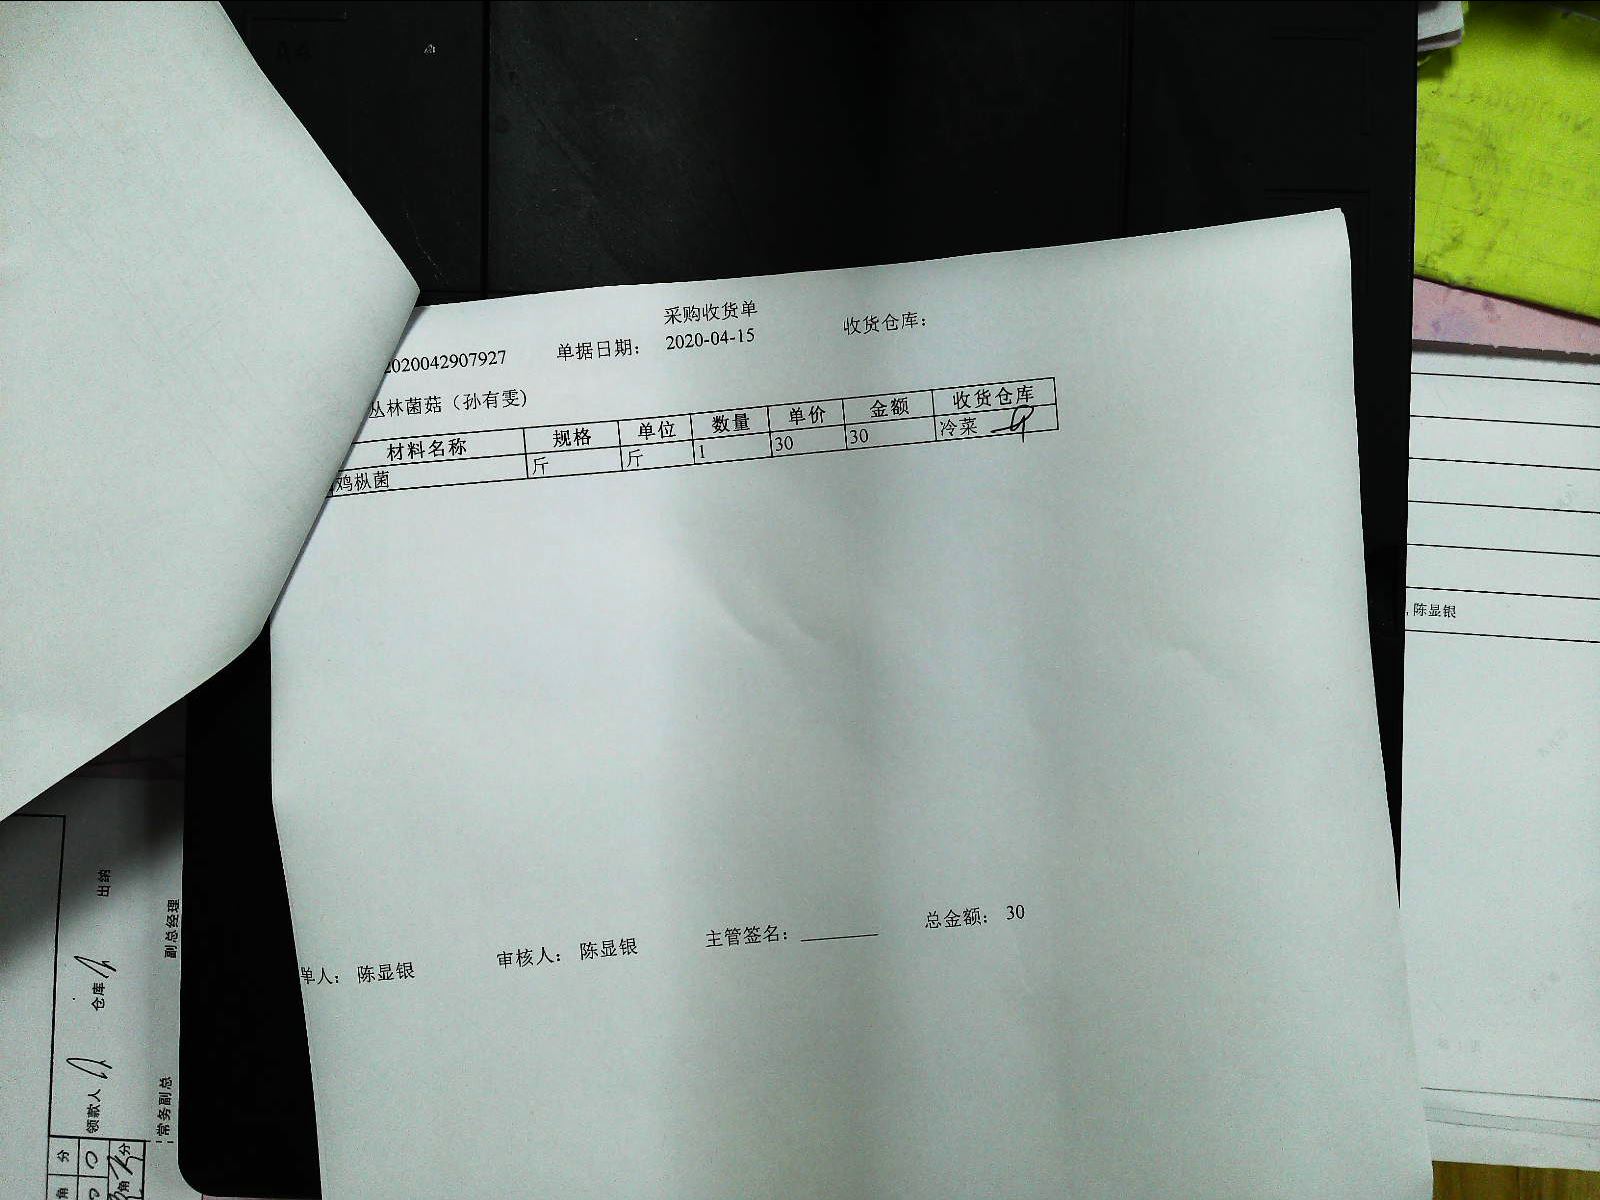 采购收货单
2020042907927 单据日期： 2020-04-15 收货仓库：
丛林菌菇（孙有雯)
材料名称 规格 单位 数量 单价 金额 收货仓库
鸡枞菌 斤 斤 1 30 30 冷菜
单人： 陈显银 审核人： 陈显银 主管签名： 总金额： 30
陈显银
出纳
仓库
领款人
副总经理
常务副总
分
角
角分